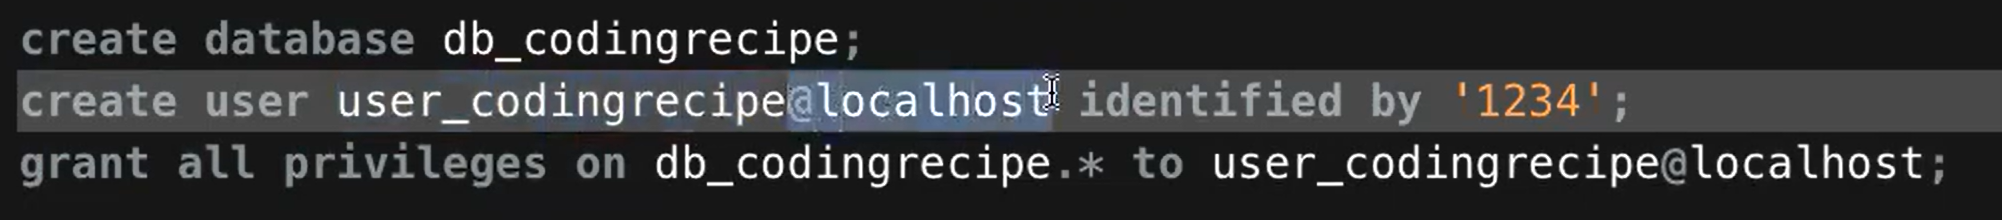 create database db_codingrecipe;
create user user_codingrecipe@localhost identified by '1234';
grant all privileges on db_codingrecipe.* to user_codingrecipe@localhost;